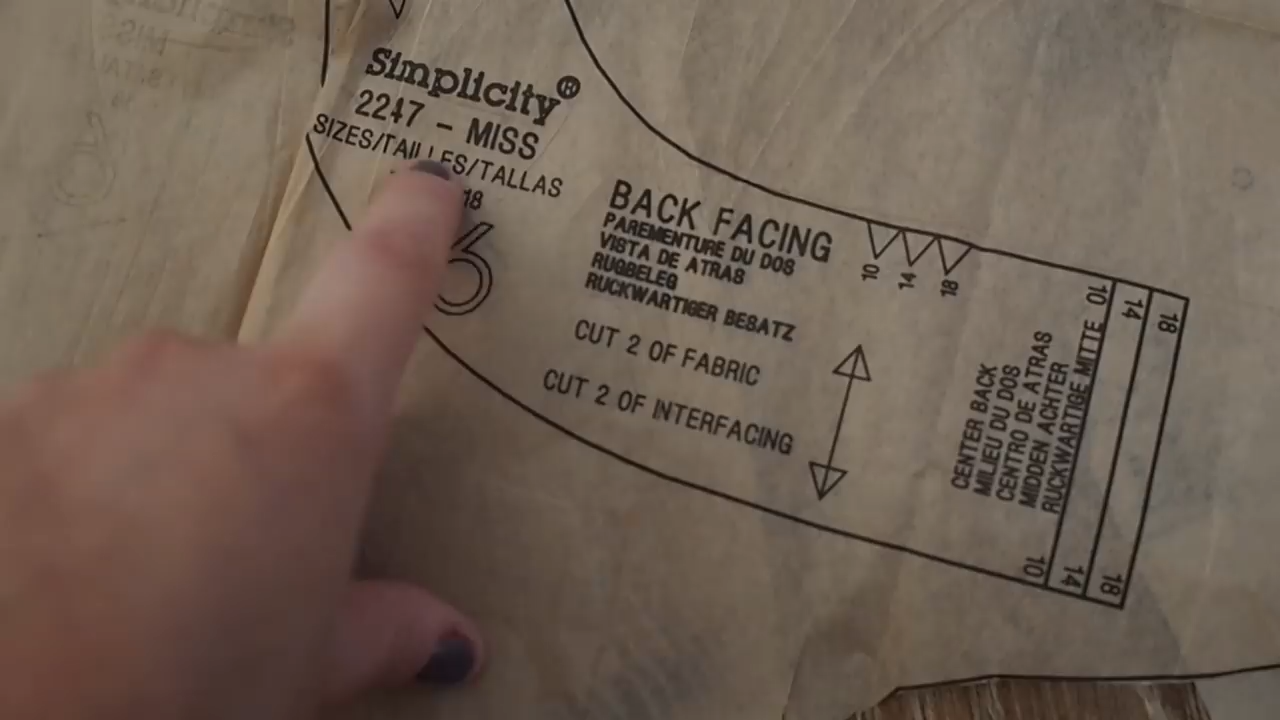 Simplicity®
2247 - MISS
SIZES/TAILLES/TALLAS
18
6
BACK FACING
PAREMENTURE DU DOS
VISTA DE ATRAS
RUGBELEG
RUCKWARTIGER BESATZ
CUT 2 OF FABRIC
CUT 2 OF INTERFACING
10
14
18
10
14
18
CENTER BACK
MILIEU DU DOS
CENTRO DE ATRAS
MIDDEN ACHTER
RUCKWARTIGE MITTE
10
14
18